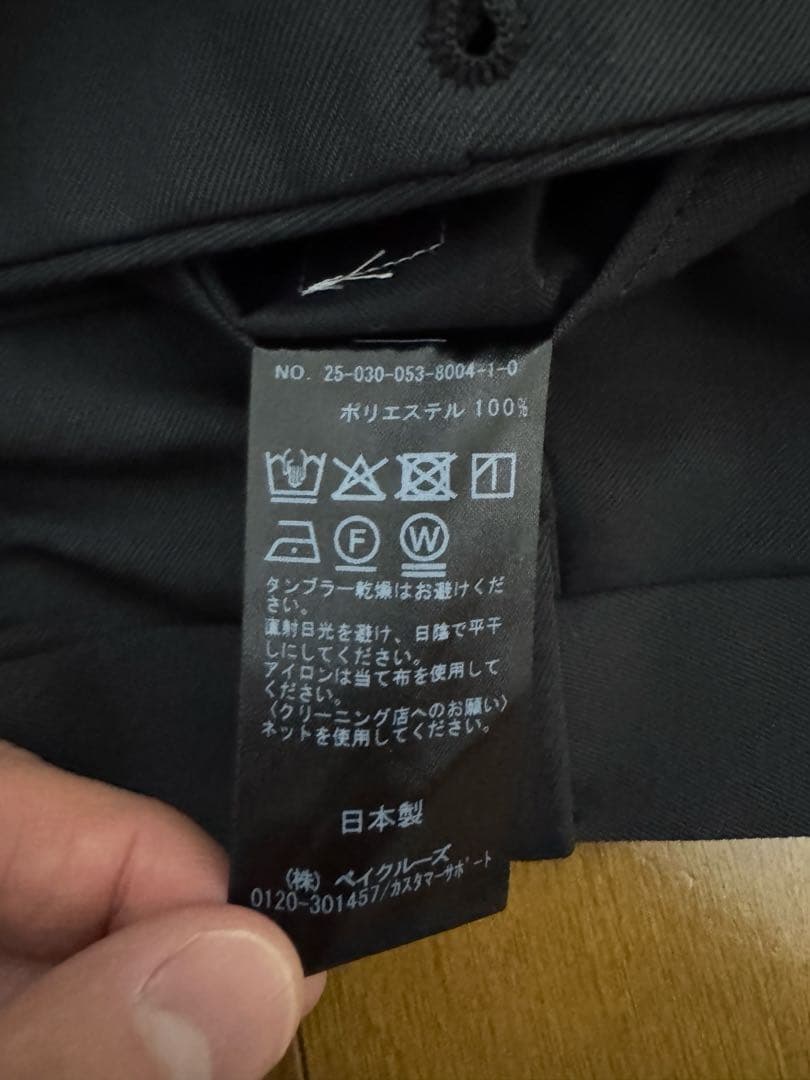 NO. 25-030-053-8004-1-0
ポリエステル 100%
F W
タンブラー乾燥はお避けくだ
さい。
直射日光を避け、日陰で平干
しにしてください。
アイロンは当て布を使用して
ください。
〈クリーニング店へのお願い〉
ネットを使用してください。
日本製
(株) ベイクルーズ
0120-301457/カスタマーサポート